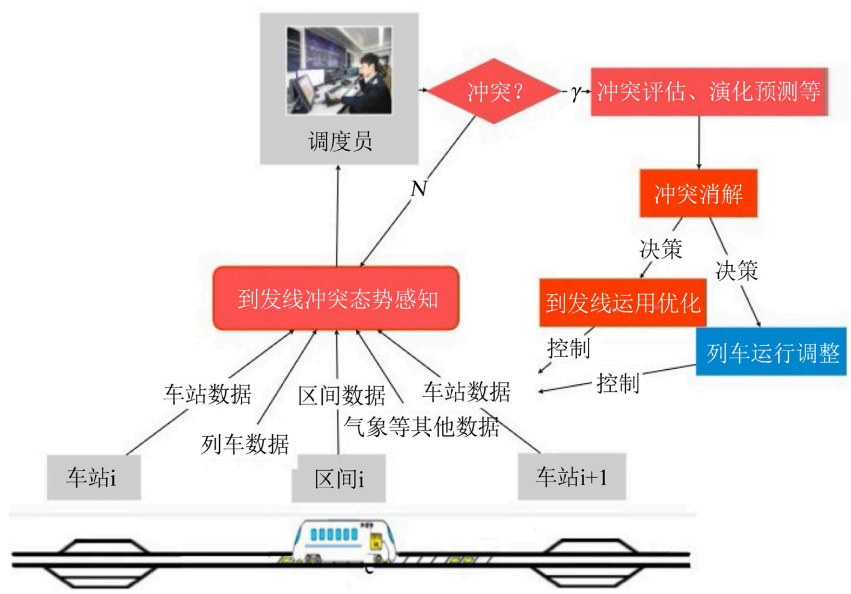 冲突？
γ
冲突评估、演化预测等
调度员
N
冲突消解
决策
决策
到发线冲突态势感知
到发线运用优化
控制
列车运行调整
控制
车站数据
区间数据
车站数据
列车数据
气象等其他数据
车站i
区间i
车站i+1